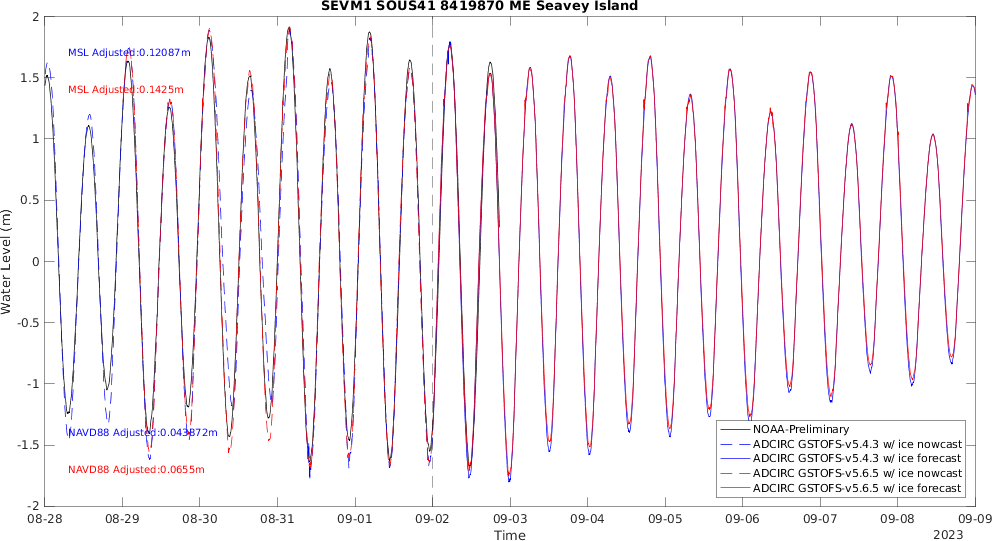 SEVM1 SOUS41 8419870 ME Seavey Island
2
1.5
1
0.5
0
-0.5
-1
-1.5
-2
Water Level (m)
MSL Adjusted:0.12087m
MSL Adjusted:0.1425m
NAVD88 Adjusted:0.043872m
NAVD88 Adjusted:0.0655m
NOAA-Preliminary
ADCIRC GSTOFS-v5.4.3 w/ ice nowcast
ADCIRC GSTOFS-v5.4.3 w/ ice forecast
ADCIRC GSTOFS-v5.6.5 w/ ice nowcast
ADCIRC GSTOFS-v5.6.5 w/ ice forecast
08-28 08-29 08-30 08-31 09-01 09-02 09-03 09-04 09-05 09-06 09-07 09-08 09-09
Time
2023